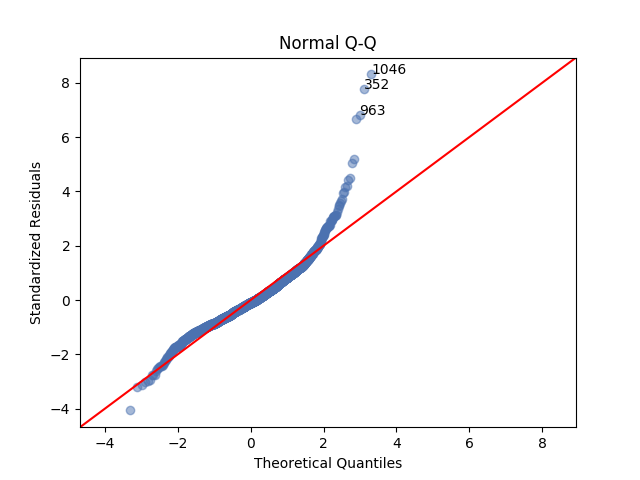 Normal Q-Q
1046
352
963
8
6
4
2
0
−2
−4
Standardized Residuals
−4 −2 0 2 4 6 8
Theoretical Quantiles